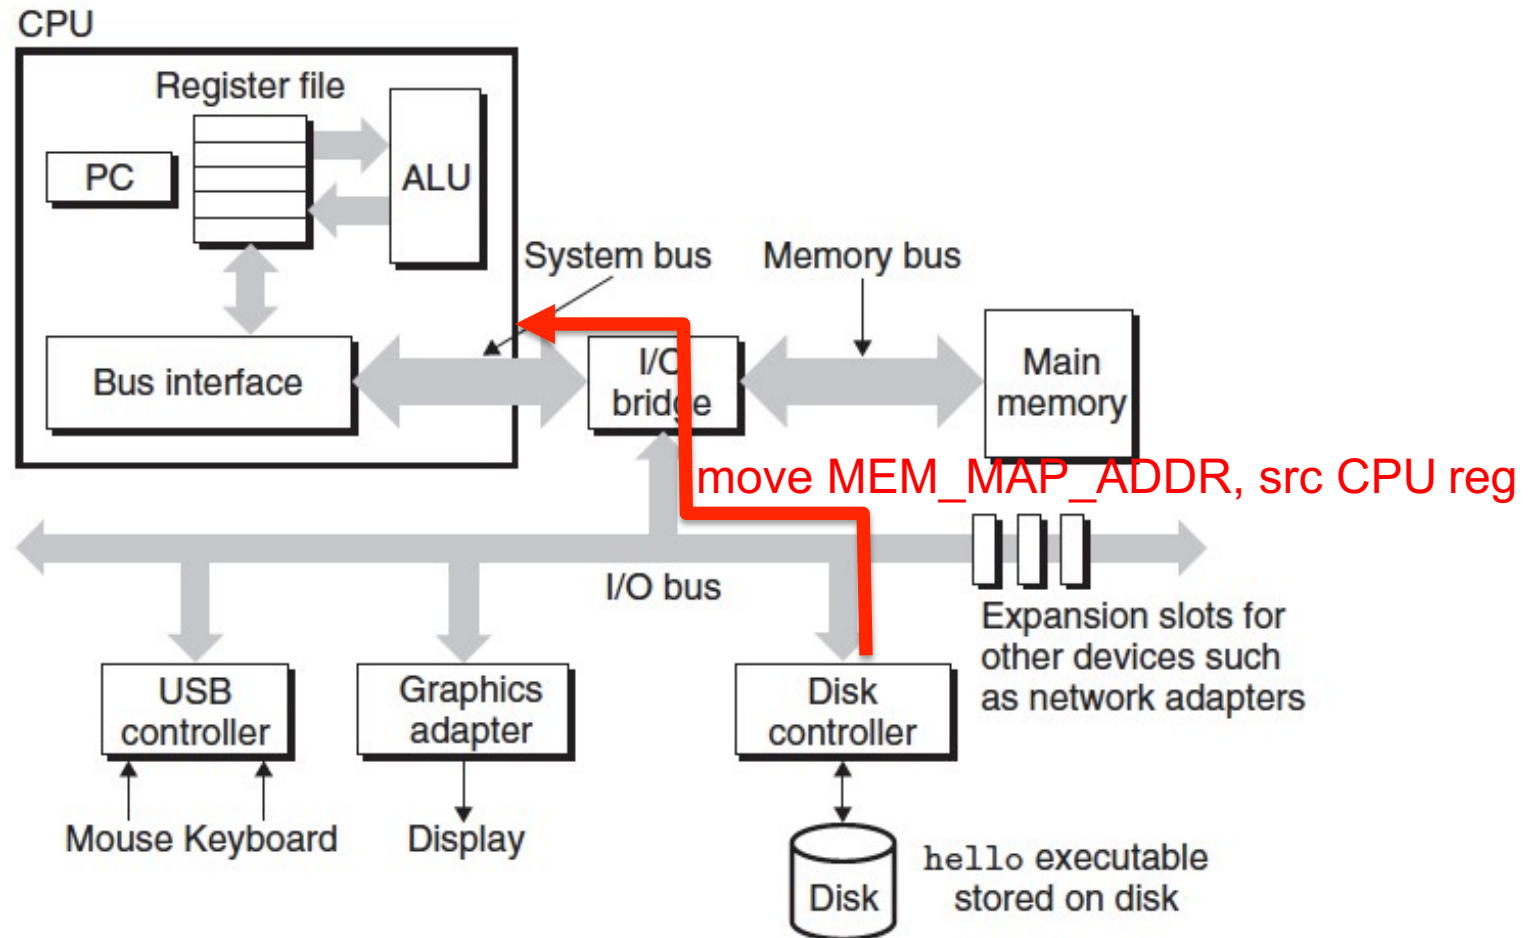 CPU
Register file
PC
ALU
System bus
Memory bus
Bus interface
I/O
bridge
Main
memory
move MEM_MAP_ADDR, src CPU reg
I/O bus
Expansion slots for
other devices such
as network adapters
USB
controller
Graphics
adapter
Disk
controller
Mouse Keyboard
Display
Disk
hello executable
stored on disk